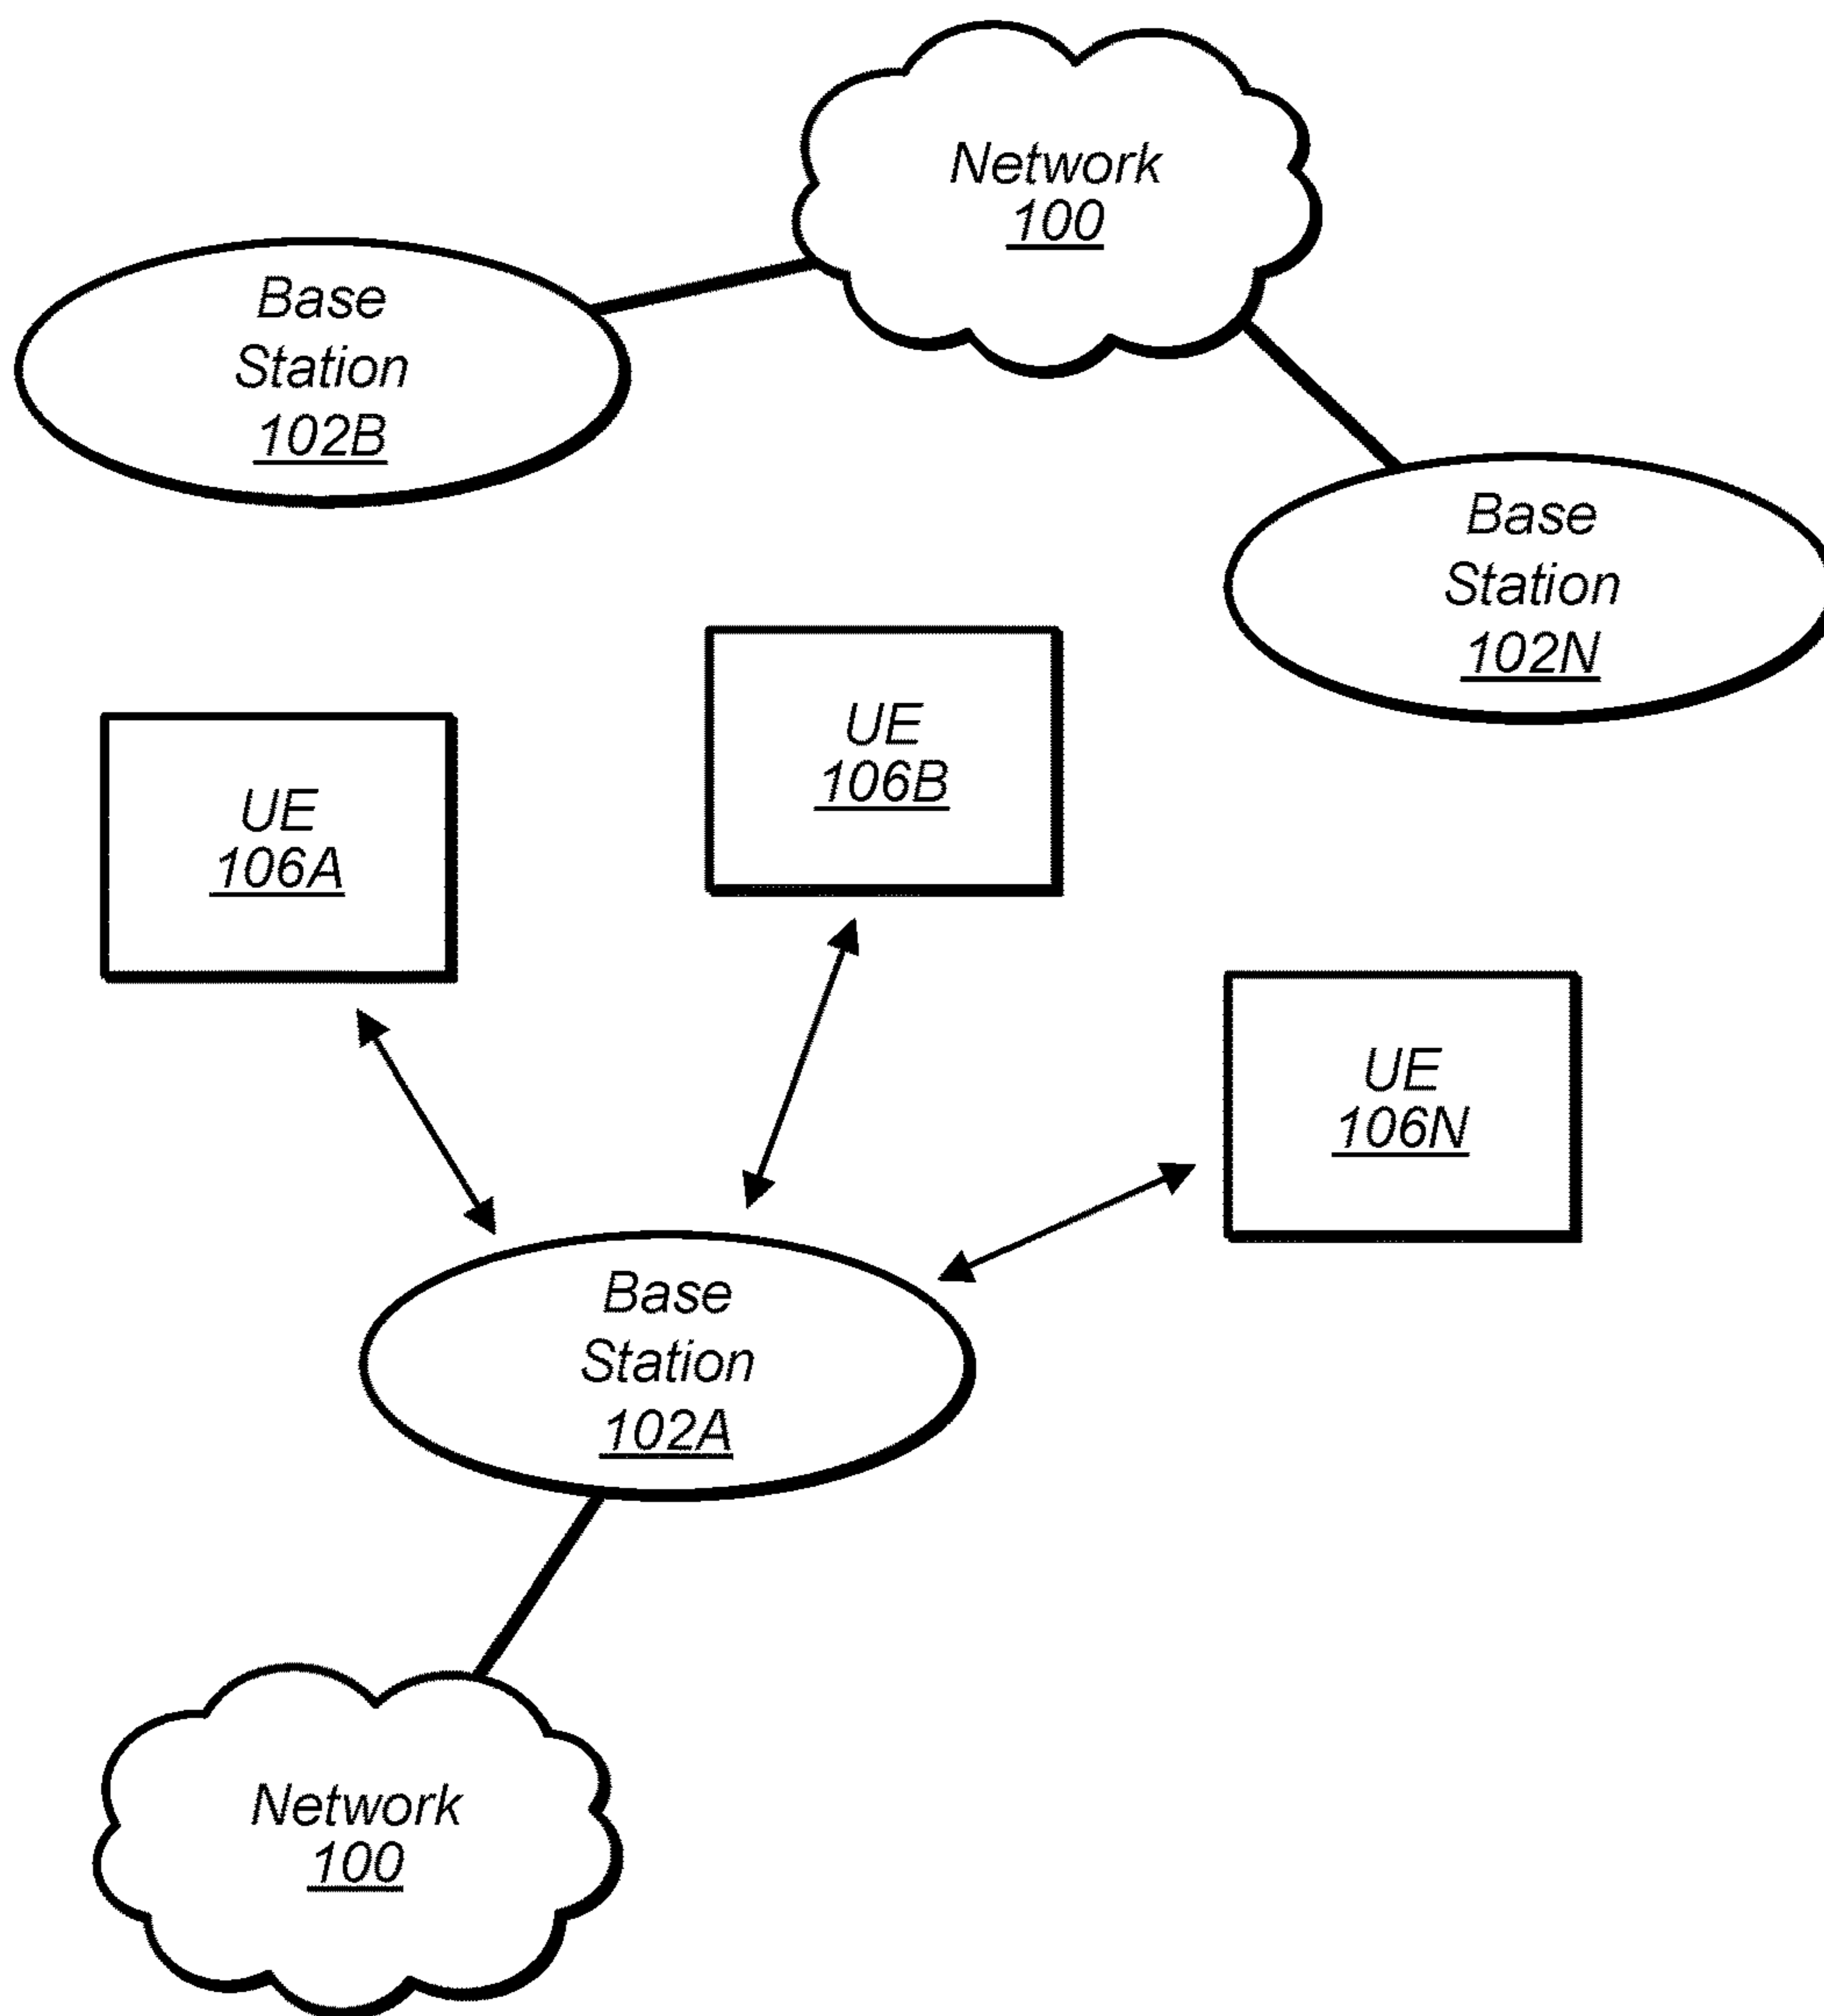 Network
100
Base
Station
102B
Base
Station
102N
UE
106B
UE
106A
UE
106N
Base
Station
102A
Network
100